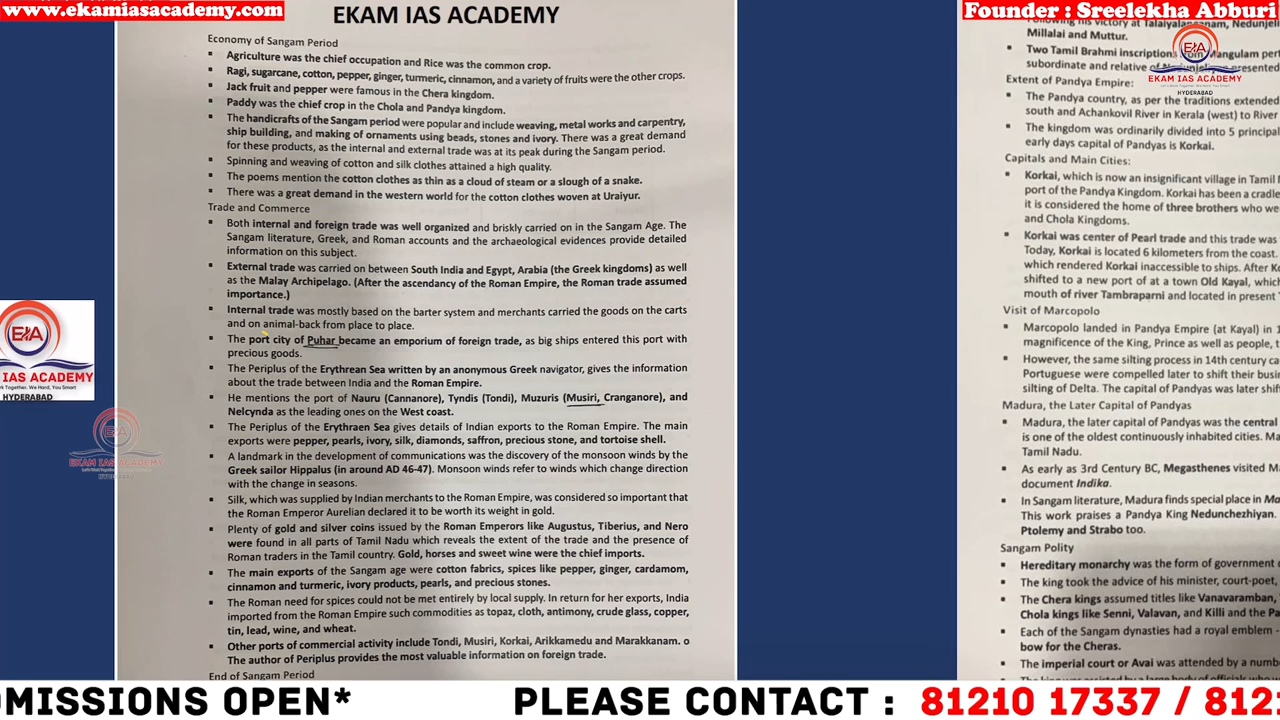 www.ekamiasacademy.com
EKAM IAS ACADEMY
Founder : Sreelekha Abburi
Economy of Sangam Period
Agriculture was the chief occupation and Rice was the common crop.
Ragi, sugarcane, cotton, pepper, ginger, turmeric, cinnamon, and a variety of fruits were the other crops.
Jack fruit and pepper were famous in the Chera kingdom.
Paddy was the chief crop in the Chola and Pandya kingdom.
The handicrafts of the Sangam period were popular and include weaving, metal works and carpentry,
ship building, and making of ornaments using beads, stones and ivory. There was a great demand
for these products, as the internal and external trade was at its peak during the Sangam period.
Spinning and weaving of cotton and silk clothes attained a high quality.
The poems mention the cotton clothes as thin as a cloud of steam or a slough of a snake.
There was a great demand in the western world for the cotton clothes woven at Uraiyur.
Trade and Commerce
Both internal and foreign trade was well organized and briskly carried on in the Sangam Age. The
Sangam literature, Greek, and Roman accounts and the archaeological evidences provide detailed
information on this subject.
External trade was carried on between South India and Egypt, Arabia (the Greek kingdoms) as well
as the Malay Archipelago. (After the ascendancy of the Roman Empire, the Roman trade assumed
importance.)
Internal trade was mostly based on the barter system and merchants carried the goods on the carts
and on animal-back from place to place.
The port city of Puhar became an emporium of foreign trade, as big ships entered this port with
precious goods.
The Periplus of the Erythrean Sea written by an anonymous Greek navigator, gives the information
about the trade between India and the Roman Empire.
He mentions the port of Nauru (Cannanore), Tyndis (Tondi), Muzuris (Musiri, Cranganore), and
Nelcynda as the leading ones on the West coast.
The Periplus of the Erythraen Sea gives details of Indian exports to the Roman Empire. The main
exports were pepper, pearls, ivory, silk, diamonds, saffron, precious stone, and tortoise shell.
A landmark in the development of communications was the discovery of the monsoon winds by the
Greek sailor Hippalus (in around AD 46-47). Monsoon winds refer to winds which change direction
with the change in seasons.
Silk, which was supplied by Indian merchants to the Roman Empire, was considered so important that
the Roman Emperor Aurelian declared it to be worth its weight in gold.
Plenty of gold and silver coins issued by the Roman Emperors like Augustus, Tiberius, and Nero
were found in all parts of Tamil Nadu which reveals the extent of the trade and the presence of
Roman traders in the Tamil country. Gold, horses and sweet wine were the chief imports.
The main exports of the Sangam age were cotton fabrics, spices like pepper, ginger, cardamom,
cinnamon and turmeric, ivory products, pearls, and precious stones.
The Roman need for spices could not be met entirely by local supply. In return for her exports, India
imported from the Roman Empire such commodities as topaz, cloth, antimony, crude glass, copper,
tin, lead, wine, and wheat.
Other ports of commercial activity include Tondi, Musiri, Korkai, Arikkamedu and Marakkanam. o
The author of Periplus provides the most valuable information on foreign trade.
End of Sangam Period
Following his victory at Talaiyalanganam, Nedunjeli
Millalai and Muttur.
Two Tamil Brahmi inscriptions from Mangulam per
subordinate and relative of presented
Extent of Pandya Empire:
The Pandya country, as per the traditions extended
south and Achankovil River in Kerala (west) to River
The kingdom was ordinarily divided into 5 principal
early days capital of Pandyas is Korkai.
Capitals and Main Cities:
Korkai, which is now an insignificant village in Tamil N
port of the Pandya Kingdom. Korkai has been a cradle
it is considered the home of three brothers who we
and Chola Kingdoms.
Korkai was center of Pearl trade and this trade was
Today, Korkai is located 6 kilometers from the coast.
which rendered Korkai inaccessible to ships. After Ko
shifted to a new port of at a town Old Kayal, which
mouth of river Tambraparni and located in present T
Visit of Marcopolo
Marcopolo landed in Pandya Empire (at Kayal) in 1
magnificence of the King, Prince as well as people, t
However, the same silting process in 14th century ca
Portuguese were compelled later to shift their busi
silting of Delta. The capital of Pandyas was later shif
Madura, the Later Capital of Pandyas
Madura, the later capital of Pandyas was the central
is one of the oldest continuously inhabited cities. Ma
Tamil Nadu.
As early as 3rd Century BC, Megasthenes visited Ma
document Indika.
In Sangam literature, Madura finds special place in Ma
This work praises a Pandya King Nedunchezhiyan.
Ptolemy and Strabo too.
Sangam Polity
Hereditary monarchy was the form of government
The king took the advice of his minister, court-poet,
The Chera kings assumed titles like Vanavaramban,
Chola kings like Senni, Valavan, and Killi and the Pa
Each of the Sangam dynasties had a royal emblem -
bow for the Cheras.
The imperial court or Avai was attended by a numb
EIA
EKAM IAS ACADEMY
HYDERABAD
EIA
IAS ACADEMY
k Together. We Hard, You Smart
HYDERABAD
EKAM IAS ACADEMY
HYDERABAD
DMISSIONS OPEN* PLEASE CONTACT : 81210 17337 / 812